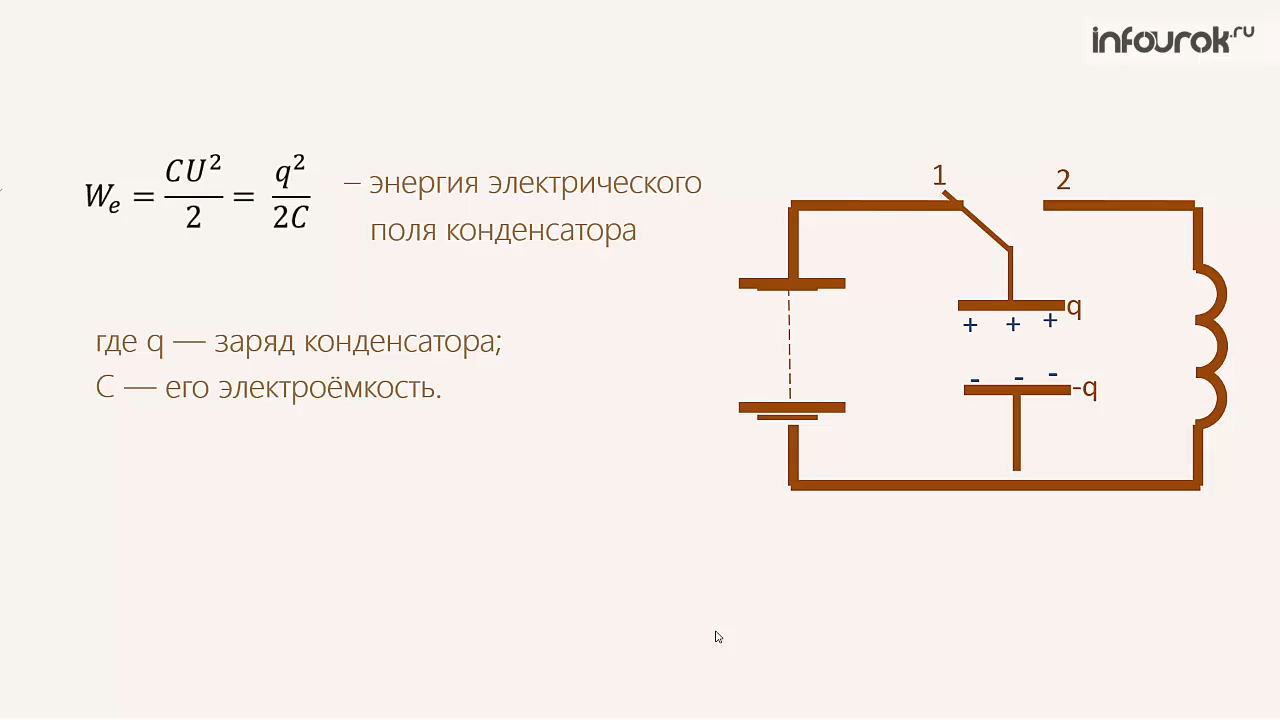 infourok.ru
W_e = CU²/2 = q²/2C – энергия электрического
поля конденсатора
где q — заряд конденсатора;
С — его электроёмкость.
1
2
q
+ + +
- - -
-q